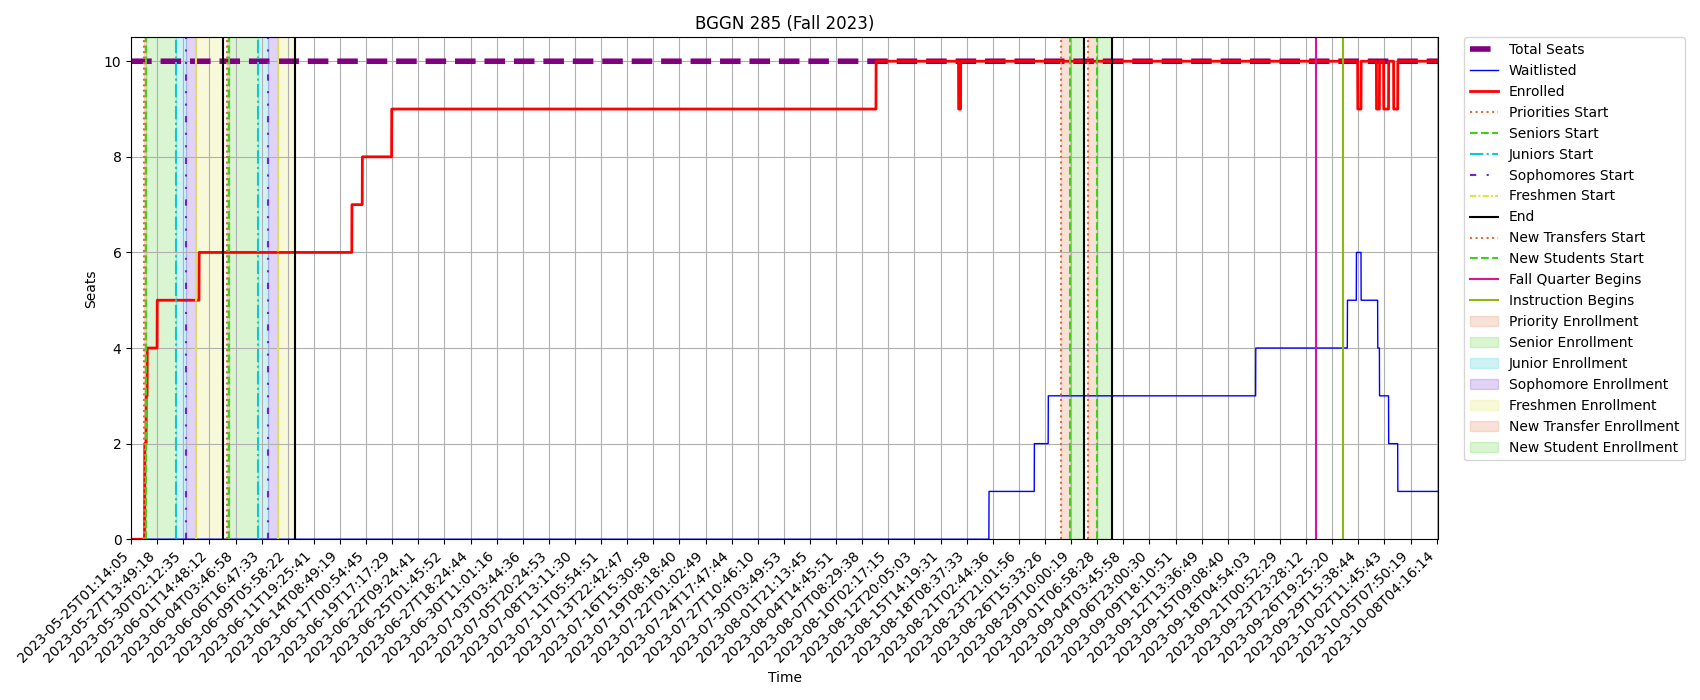 BGGN 285 (Fall 2023)
Seats
10
8
6
4
2
0
2023-05-25T01:14:05
2023-05-27T13:49:18
2023-05-30T02:12:35
2023-06-01T14:48:12
2023-06-04T03:46:58
2023-06-06T16:47:33
2023-06-09T05:58:22
2023-06-11T19:25:41
2023-06-14T08:49:19
2023-06-17T00:54:45
2023-06-19T17:17:29
2023-06-22T09:24:41
2023-06-25T01:45:52
2023-06-27T18:24:44
2023-06-30T11:01:16
2023-07-03T03:44:36
2023-07-05T20:24:53
2023-07-08T13:11:30
2023-07-11T05:54:51
2023-07-13T22:42:47
2023-07-16T15:30:58
2023-07-19T08:18:40
2023-07-22T01:02:49
2023-07-24T17:47:44
2023-07-27T10:46:10
2023-07-30T03:49:53
2023-08-01T21:13:45
2023-08-04T14:45:51
2023-08-07T08:29:38
2023-08-10T02:17:15
2023-08-12T20:05:03
2023-08-15T14:19:31
2023-08-18T08:37:33
2023-08-21T02:44:36
2023-08-23T21:01:56
2023-08-26T15:33:26
2023-08-29T10:00:19
2023-09-01T06:58:28
2023-09-04T03:45:58
2023-09-06T23:00:30
2023-09-09T18:10:51
2023-09-12T13:36:49
2023-09-15T09:08:40
2023-09-18T04:54:03
2023-09-21T00:52:29
2023-09-23T23:28:12
2023-09-26T19:25:20
2023-09-29T15:38:44
2023-10-02T11:45:43
2023-10-05T07:50:19
2023-10-08T04:16:14
Time
Total Seats
Waitlisted
Enrolled
Priorities Start
Seniors Start
Juniors Start
Sophomores Start
Freshmen Start
End
New Transfers Start
New Students Start
Fall Quarter Begins
Instruction Begins
Priority Enrollment
Senior Enrollment
Junior Enrollment
Sophomore Enrollment
Freshmen Enrollment
New Transfer Enrollment
New Student Enrollment